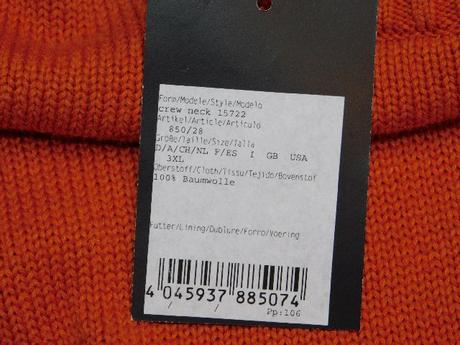 Form/Modele/Style/Modelo
crew neck 15722
Artikel/Article/Articulo
850/28
Größe/Taille/Size/Talla
D/A/CH/NL F/ES I GB USA
3XL
Oberstoff/Cloth/Tissu/Tejido/Bovenstof
100% Baumwolle
Futter/Lining/Dublure/Forro/Voering
4 045937 885074
/ /
Pp:106